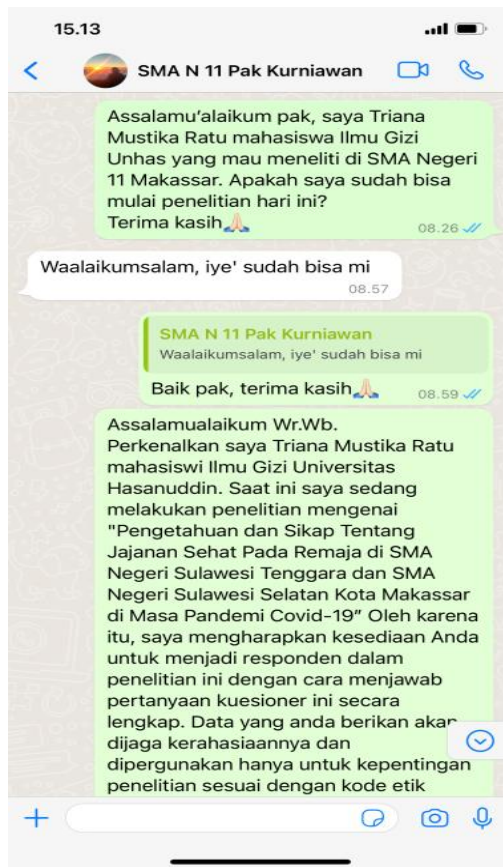 15.13
SMA N 11 Pak Kurniawan
Assalamu’alaikum pak, saya Triana
Mustika Ratu mahasiswa Ilmu Gizi
Unhas yang mau meneliti di SMA Negeri
11 Makassar. Apakah saya sudah bisa
mulai penelitian hari ini?
Terima kasih🙏🏻
08.26
Waalaikumsalam, iye' sudah bisa mi
08.57
SMA N 11 Pak Kurniawan
Waalaikumsalam, iye' sudah bisa mi
Baik pak, terima kasih🙏🏻
08.59
Assalamualaikum Wr.Wb.
Perkenalkan saya Triana Mustika Ratu
mahasiswi Ilmu Gizi Universitas
Hasanuddin. Saat ini saya sedang
melakukan penelitian mengenai
"Pengetahuan dan Sikap Tentang
Jajanan Sehat Pada Remaja di SMA
Negeri Sulawesi Tenggara dan SMA
Negeri Sulawesi Selatan Kota Makassar
di Masa Pandemi Covid-19” Oleh karena
itu, saya mengharapkan kesediaan Anda
untuk menjadi responden dalam
penelitian ini dengan cara menjawab
pertanyaan kuesioner ini secara
lengkap. Data yang anda berikan akan
dijaga kerahasiaannya dan
dipergunakan hanya untuk kepentingan
penelitian sesuai dengan kode etik